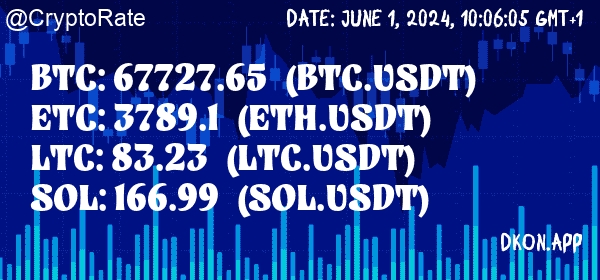 @CryptoRate
DATE: JUNE 1, 2024, 10:06:05 GMT+1
BTC: 67727.65 (BTC.USDT)
ETC: 3789.1 (ETH.USDT)
LTC: 83.23 (LTC.USDT)
SOL: 166.99 (SOL.USDT)
DKON.APP